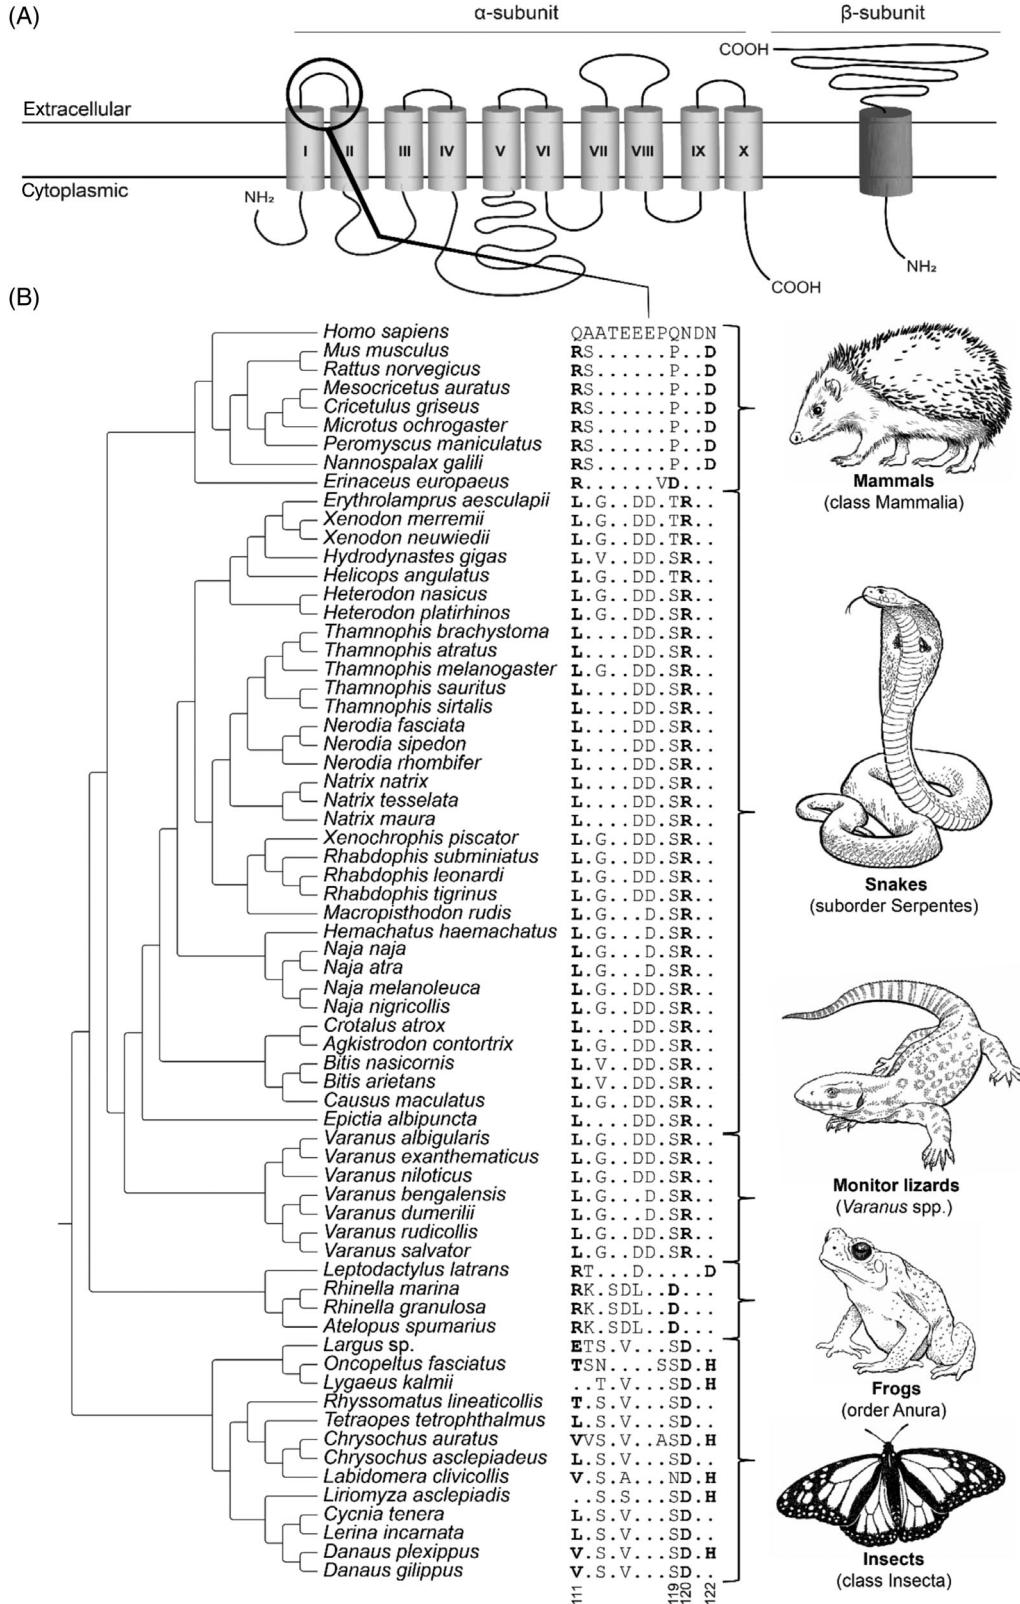 (A)
α-subunit
β-subunit
COOH
Extracellular
I II III IV V VI VII VIII IX X
Cytoplasmic
NH₂
NH₂
COOH
(B)
Homo sapiens QAATEEEPQNDN
Mus musculus RS......P..D
Rattus norvegicus RS......P..D
Mesocricetus auratus RS......P..D
Cricetulus griseus RS......P..D
Microtus ochrogaster RS......P..D
Peromyscus maniculatus RS......P..D
Nannospalax galili RS......P..D
Erinaceus europaeus R......VD...
Mammals
(class Mammalia)
Erythrolamprus aesculapii L.G..DD.TR..
Xenodon merremii L.G..DD.TR..
Xenodon neuwiedii L.G..DD.TR..
Hydrodynastes gigas L.V..DD.SR..
Helicops angulatus L.G..DD.TR..
Heterodon nasicus L.G..DD.SR..
Heterodon platirhinos L.G..DD.SR..
Thamnophis brachystoma L....DD.SR..
Thamnophis atratus L....DD.SR..
Thamnophis melanogaster L.G..DD.SR..
Thamnophis sauritus L....DD.SR..
Thamnophis sirtalis L....DD.SR..
Nerodia fasciata L....DD.SR..
Nerodia sipedon L....DD.SR..
Nerodia rhombifer L....DD.SR..
Natrix natrix L....DD.SR..
Natrix tesselata L....DD.SR..
Natrix maura L....DD.SR..
Xenochrophis piscator L.G..DD.SR..
Rhabdophis subminiatus L.G..DD.SR..
Rhabdophis leonardi L.G..DD.SR..
Rhabdophis tigrinus L.G..DD.SR..
Macropisthodon rudis L.G...D.SR..
Hemachatus haemachatus L.G...D.SR..
Naja naja L.G...D.SR..
Naja atra L.G...D.SR..
Naja melanoleuca L.G...D.SR..
Naja nigricollis L.G...D.SR..
Crotalus atrox L....DD.SR..
Agkistrodon contortrix L.G..DD.SR..
Bitis nasicornis L.V..DD.SR..
Bitis arietans L.V..DD.SR..
Causus maculatus L.G..DD.SR..
Epictia albipuncta L....DD.SR..
Snakes
(suborder Serpentes)
Varanus albigularis L.G..DD.SR..
Varanus exanthematicus L.G..DD.SR..
Varanus niloticus L.G..DD.SR..
Varanus bengalensis L.G...D.SR..
Varanus dumerilii L.G...D.SR..
Varanus rudicollis L.G..DD.SR..
Varanus salvator L.G..DD.SR..
Monitor lizards
(Varanus spp.)
Leptodactylus latrans RT...D.....D
Rhinella marina RK.SDL..D...
Rhinella granulosa RK.SDL..D...
Atelopus spumarius RK.SDL..D...
Frogs
(order Anura)
Largus sp. ETS.V...SD..
Oncopeltus fasciatus TSN....SSD.H
Lygaeus kalmii ..T.V...SD.H
Rhyssomatus lineaticollis T.S.V...SD..
Tetraopes tetrophthalmus L.S.V...SD..
Chrysochus auratus VVS.V..ASD.H
Chrysochus asclepiadeus L.S.V...SD..
Labidomera clivicollis V.S.A...ND.H
Liriomyza asclepiadis ..S.S...SD.H
Cycnia tenera L.S.V...SD..
Lerina incarnata L.S.V...SD..
Danaus plexippus V.S.V...SD.H
Danaus gilippus V.S.V...SD..
Insects
(class Insecta)
111 119 120 122